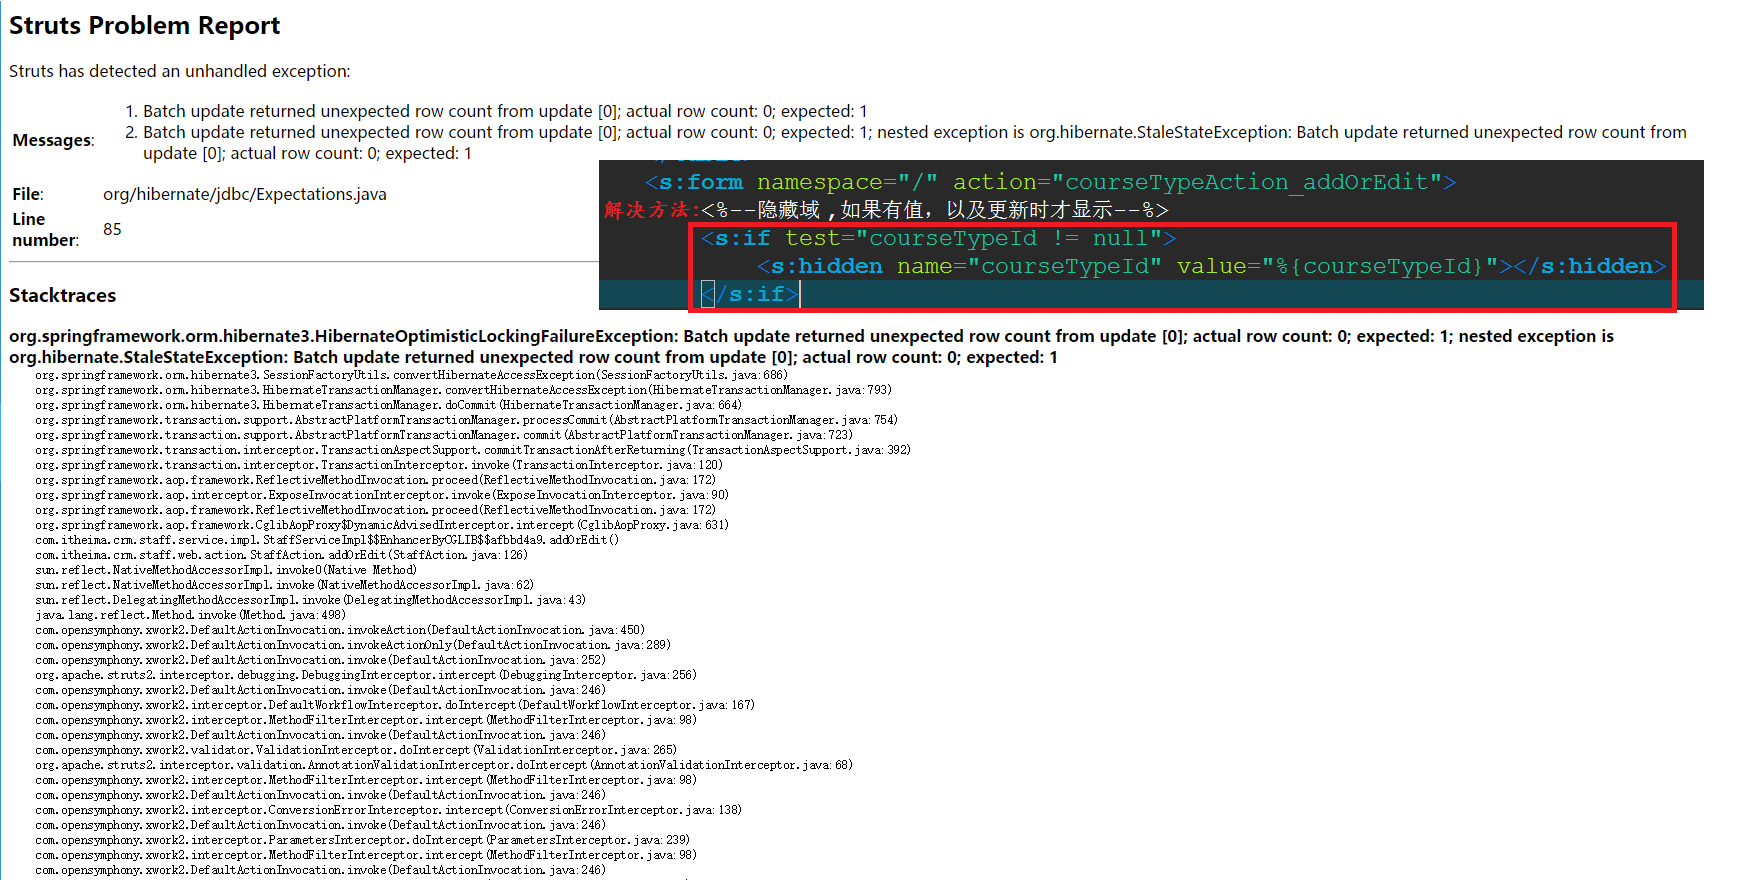 Struts Problem Report
Struts has detected an unhandled exception:
Messages:
1. Batch update returned unexpected row count from update [0]; actual row count: 0; expected: 1
2. Batch update returned unexpected row count from update [0]; actual row count: 0; expected: 1; nested exception is org.hibernate.StaleStateException: Batch update returned unexpected row count from
update [0]; actual row count: 0; expected: 1
File: org/hibernate/jdbc/Expectations.java
Line
number: 85
<s:form namespace="/" action="courseTypeAction_addOrEdit">
解决方法:<%--隐藏域,如果有值，以及更新时才显示--%>
<s:if test="courseTypeId != null">
<s:hidden name="courseTypeId" value="%{courseTypeId}"></s:hidden>
</s:if>
Stacktraces
org.springframework.orm.hibernate3.HibernateOptimisticLockingFailureException: Batch update returned unexpected row count from update [0]; actual row count: 0; expected: 1; nested exception is
org.hibernate.StaleStateException: Batch update returned unexpected row count from update [0]; actual row count: 0; expected: 1
org.springframework.orm.hibernate3.SessionFactoryUtils.convertHibernateAccessException(SessionFactoryUtils.java:686)
org.springframework.orm.hibernate3.HibernateTransactionManager.convertHibernateAccessException(HibernateTransactionManager.java:793)
org.springframework.orm.hibernate3.HibernateTransactionManager.doCommit(HibernateTransactionManager.java:664)
org.springframework.transaction.support.AbstractPlatformTransactionManager.processCommit(AbstractPlatformTransactionManager.java:754)
org.springframework.transaction.support.AbstractPlatformTransactionManager.commit(AbstractPlatformTransactionManager.java:723)
org.springframework.transaction.interceptor.TransactionAspectSupport.commitTransactionAfterReturning(TransactionAspectSupport.java:392)
org.springframework.transaction.interceptor.TransactionInterceptor.invoke(TransactionInterceptor.java:120)
org.springframework.aop.framework.ReflectiveMethodInvocation.proceed(ReflectiveMethodInvocation.java:172)
org.springframework.aop.interceptor.ExposeInvocationInterceptor.invoke(ExposeInvocationInterceptor.java:90)
org.springframework.aop.framework.ReflectiveMethodInvocation.proceed(ReflectiveMethodInvocation.java:172)
org.springframework.aop.framework.CglibAopProxy$DynamicAdvisedInterceptor.intercept(CglibAopProxy.java:631)
com.itheima.crm.staff.service.impl.StaffServiceImpl$$EnhancerByCGLIB$$afbbd4a9.addOrEdit(<generated>)
com.itheima.crm.staff.web.action.StaffAction.addOrEdit(StaffAction.java:126)
sun.reflect.NativeMethodAccessorImpl.invoke0(Native Method)
sun.reflect.NativeMethodAccessorImpl.invoke(NativeMethodAccessorImpl.java:62)
sun.reflect.DelegatingMethodAccessorImpl.invoke(DelegatingMethodAccessorImpl.java:43)
java.lang.reflect.Method.invoke(Method.java:498)
com.opensymphony.xwork2.DefaultActionInvocation.invokeAction(DefaultActionInvocation.java:450)
com.opensymphony.xwork2.DefaultActionInvocation.invokeActionOnly(DefaultActionInvocation.java:289)
com.opensymphony.xwork2.DefaultActionInvocation.invoke(DefaultActionInvocation.java:252)
org.apache.struts2.interceptor.debugging.DebuggingInterceptor.intercept(DebuggingInterceptor.java:256)
com.opensymphony.xwork2.DefaultActionInvocation.invoke(DefaultActionInvocation.java:246)
com.opensymphony.xwork2.interceptor.DefaultWorkflowInterceptor.doIntercept(DefaultWorkflowInterceptor.java:167)
com.opensymphony.xwork2.interceptor.MethodFilterInterceptor.intercept(MethodFilterInterceptor.java:98)
com.opensymphony.xwork2.DefaultActionInvocation.invoke(DefaultActionInvocation.java:246)
com.opensymphony.xwork2.validator.ValidationInterceptor.doIntercept(ValidationInterceptor.java:265)
org.apache.struts2.interceptor.validation.AnnotationValidationInterceptor.doIntercept(AnnotationValidationInterceptor.java:68)
com.opensymphony.xwork2.interceptor.MethodFilterInterceptor.intercept(MethodFilterInterceptor.java:98)
com.opensymphony.xwork2.DefaultActionInvocation.invoke(DefaultActionInvocation.java:246)
com.opensymphony.xwork2.interceptor.ConversionErrorInterceptor.intercept(ConversionErrorInterceptor.java:138)
com.opensymphony.xwork2.DefaultActionInvocation.invoke(DefaultActionInvocation.java:246)
com.opensymphony.xwork2.interceptor.ParametersInterceptor.doIntercept(ParametersInterceptor.java:239)
com.opensymphony.xwork2.interceptor.MethodFilterInterceptor.intercept(MethodFilterInterceptor.java:98)
com.opensymphony.xwork2.DefaultActionInvocation.invoke(DefaultActionInvocation.java:246)